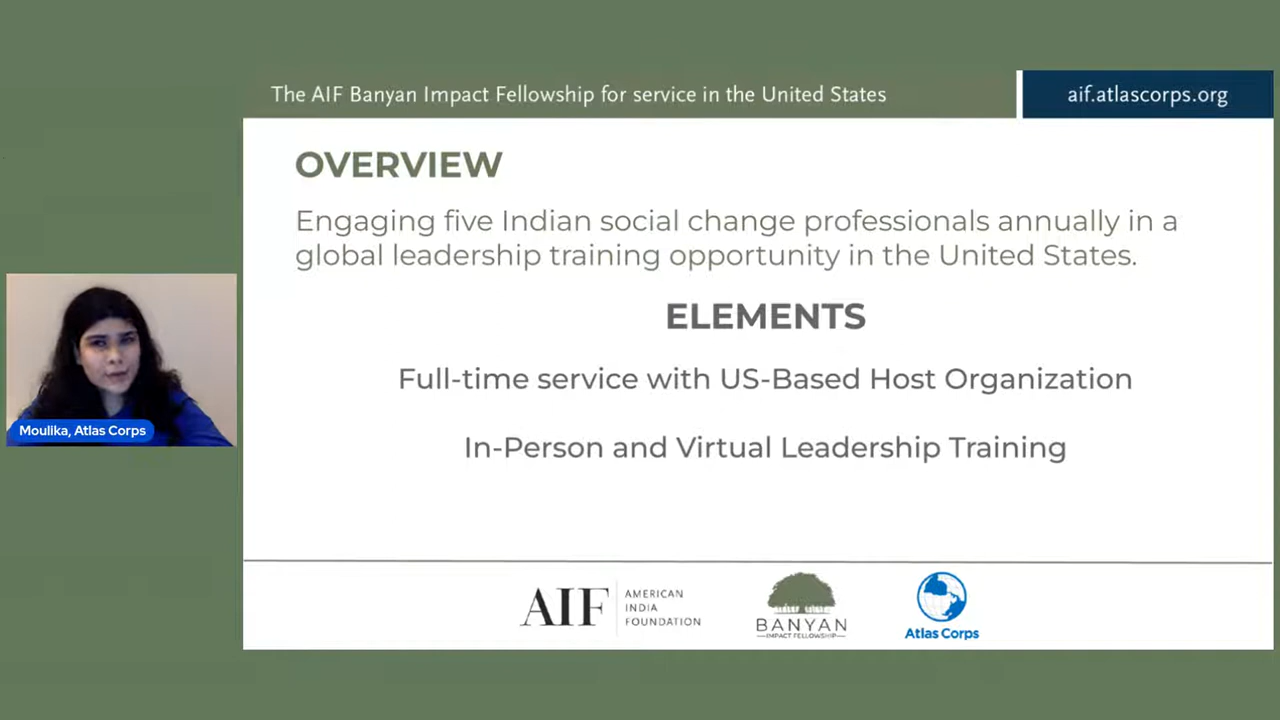 The AIF Banyan Impact Fellowship for service in the United States
aif.atlascorps.org
OVERVIEW
Engaging five Indian social change professionals annually in a
global leadership training opportunity in the United States.
ELEMENTS
Full-time service with US-Based Host Organization
In-Person and Virtual Leadership Training
Moulika, Atlas Corps
AIF
AMERICAN
INDIA
FOUNDATION
BANYAN
IMPACT FELLOWSHIP
Atlas Corps